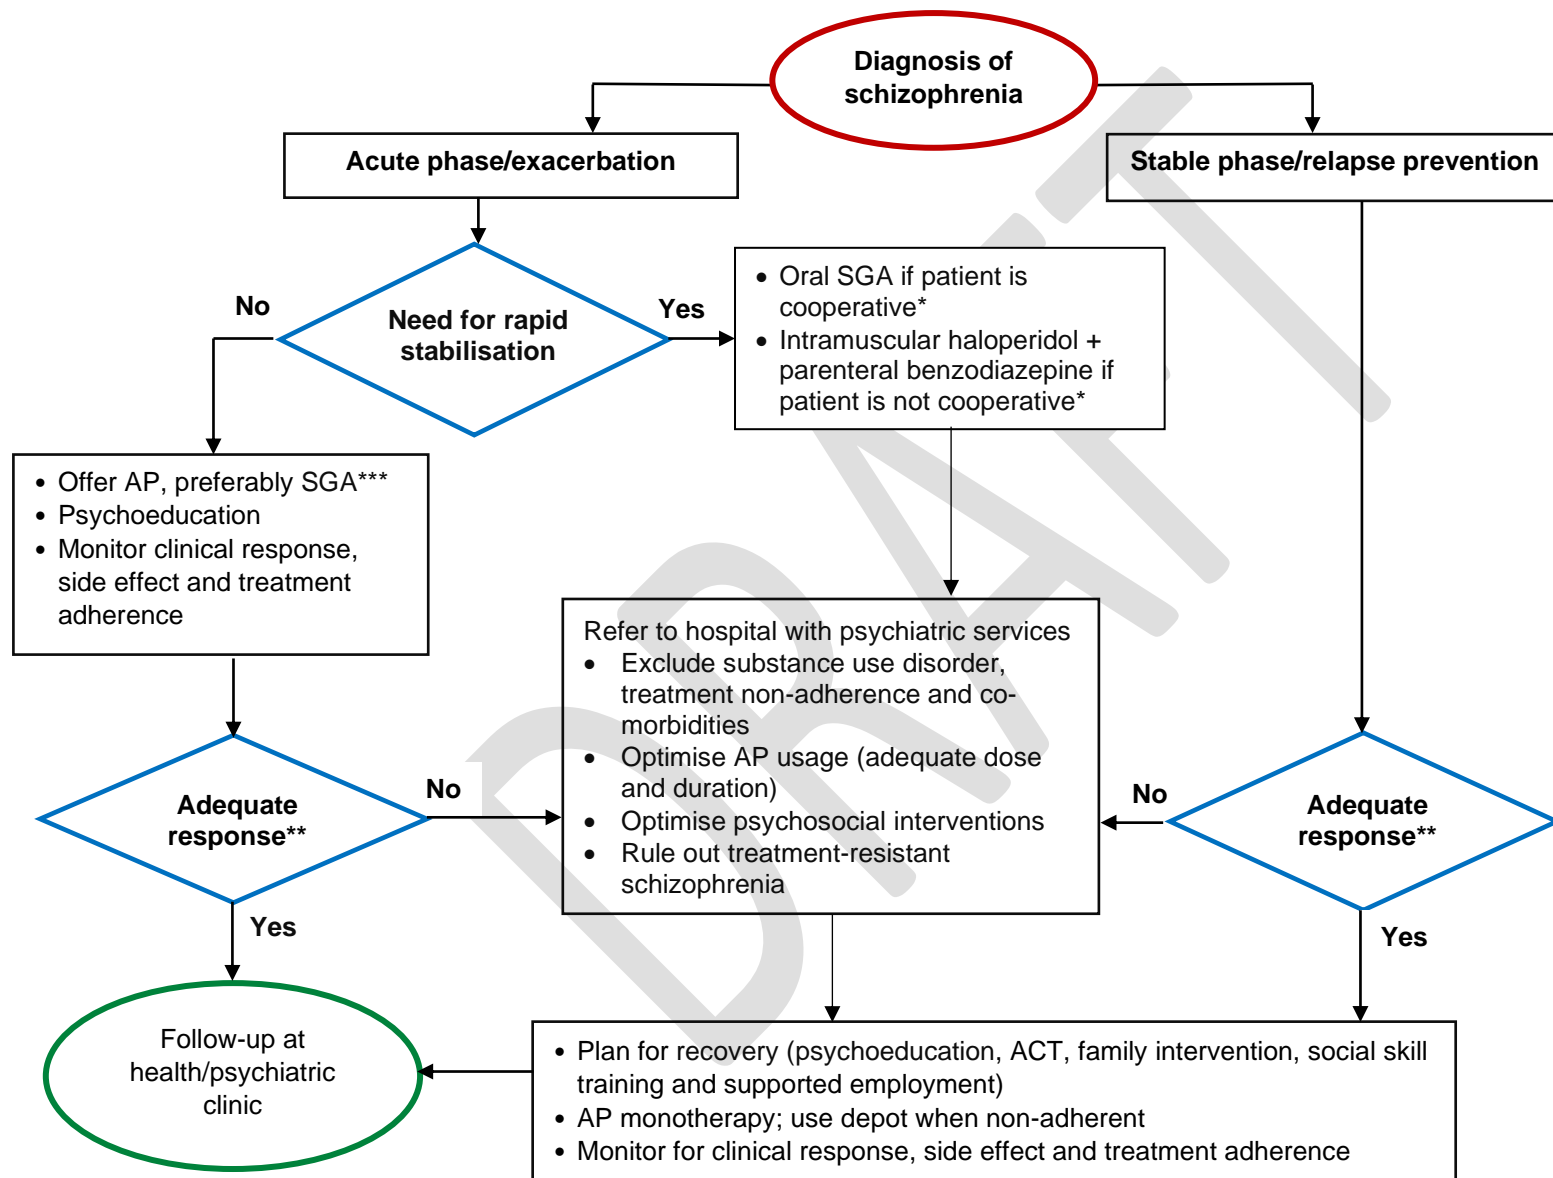 Diagnosis of
schizophrenia
Acute phase/exacerbation
Stable phase/relapse prevention
No
Need for rapid
stabilisation
Yes
• Oral SGA if patient is
cooperative*
• Intramuscular haloperidol +
parenteral benzodiazepine if
patient is not cooperative*
• Offer AP, preferably SGA***
• Psychoeducation
• Monitor clinical response,
side effect and treatment
adherence
Refer to hospital with psychiatric services
• Exclude substance use disorder,
treatment non-adherence and co-
morbidities
• Optimise AP usage (adequate dose
and duration)
• Optimise psychosocial interventions
• Rule out treatment-resistant
schizophrenia
Adequate
response**
No
Yes
No
Adequate
response**
Yes
Follow-up at
health/psychiatric
clinic
• Plan for recovery (psychoeducation, ACT, family intervention, social skill
training and supported employment)
• AP monotherapy; use depot when non-adherent
• Monitor for clinical response, side effect and treatment adherence
DRAFT